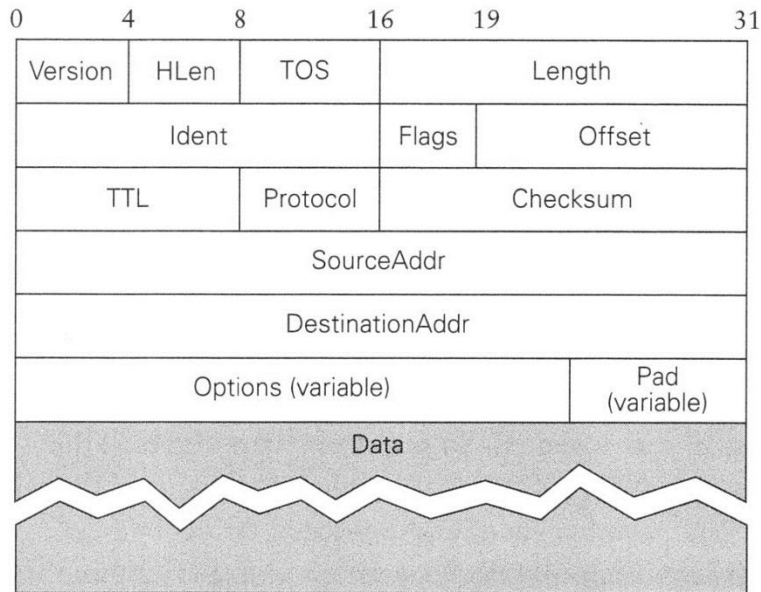 0 4 8 16 19 31
Version HLen TOS Length
Ident Flags Offset
TTL Protocol Checksum
SourceAddr
DestinationAddr
Options (variable) Pad
(variable)
Data